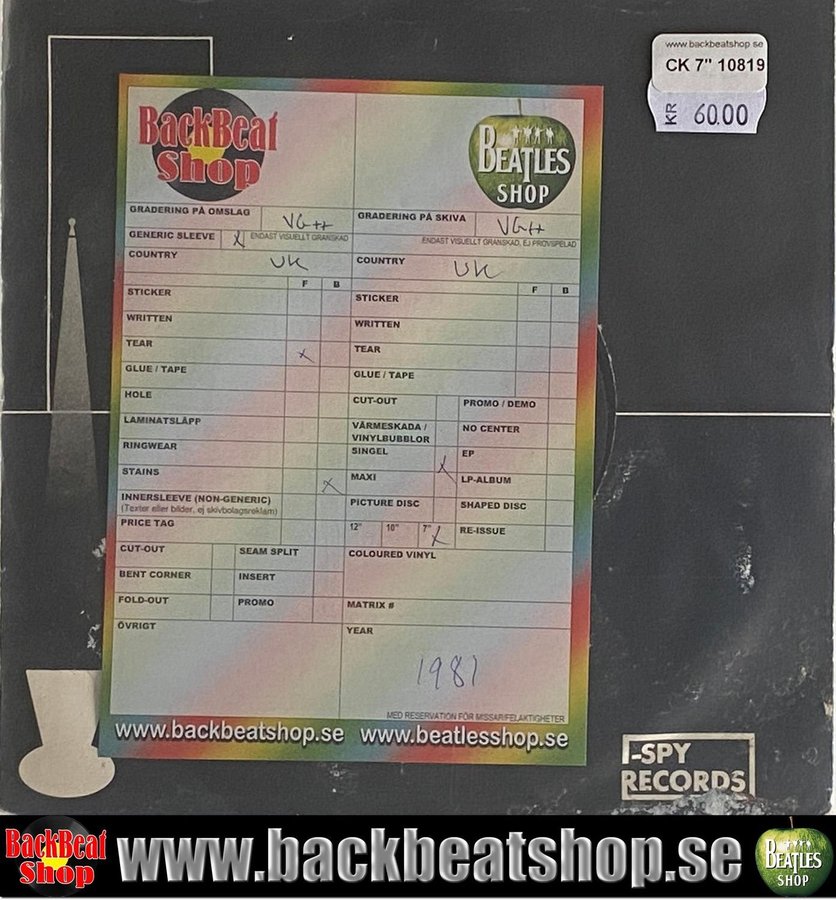 www.backbeatshop.se
CK 7" 10819
KR 60.00
BackBeat
Shop
BEATLES
SHOP
GRADERING PÅ OMSLAG VG++
GENERIC SLEEVE X ENDAST VISUELLT GRANSKAD
COUNTRY UK
F B
STICKER
WRITTEN
TEAR X
GLUE / TAPE
HOLE
LAMINATSLÄPP
RINGWEAR
STAINS X
INNERSLEEVE (NON-GENERIC)
(Texter eller bilder, ej skivbolagsreklam)
PRICE TAG
CUT-OUT SEAM SPLIT
BENT CORNER INSERT
FOLD-OUT PROMO
ÖVRIGT
GRADERING PÅ SKIVA VG++
ENDAST VISUELLT GRANSKAD, EJ PROVSPELAD
COUNTRY UK
F B
STICKER
WRITTEN
TEAR
GLUE / TAPE
CUT-OUT PROMO / DEMO
VÄRMESKADA / NO CENTER
VINYLBUBBLOR
SINGEL X EP
MAXI LP-ALBUM
PICTURE DISC SHAPED DISC
12" 10" 7" X RE-ISSUE
COLOURED VINYL
MATRIX #
YEAR
1981
MED RESERVATION FÖR MISSAR/FELAKTIGHETER
www.backbeatshop.se www.beatlesshop.se
I-SPY
RECORDS
BackBeat
Shop
www.backbeatshop.se
BEATLES
SHOP